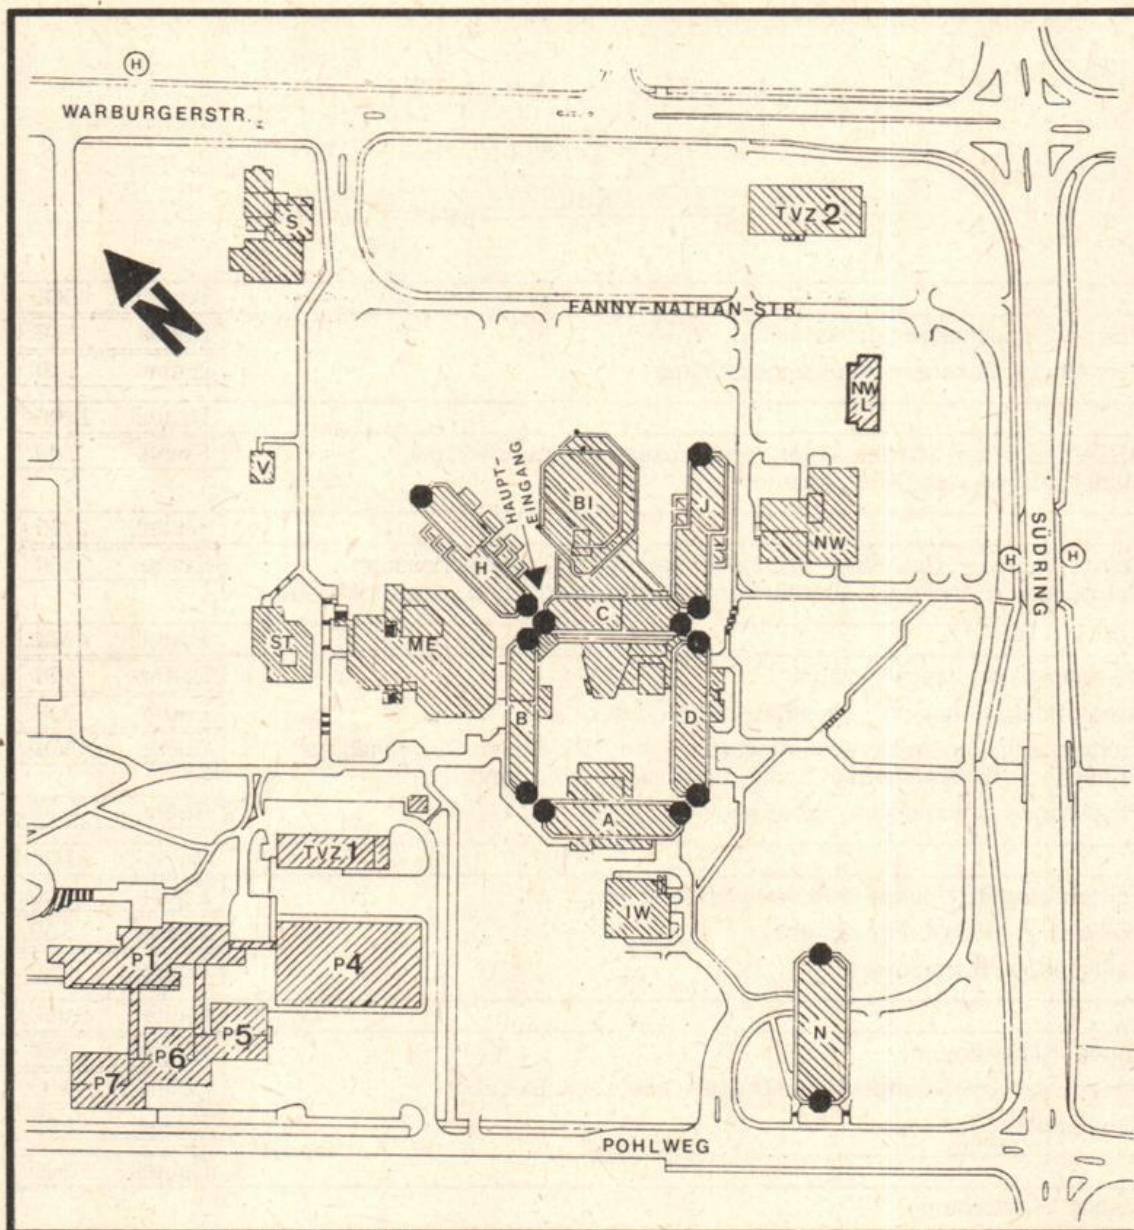 H
WARBURGERSTR.
S
TVZ 2
N
FANNY-NATHAN-STR.
NW
L
V
HAUPT-
EINGANG
BI
J
NW
H
H
H
SÜDRING
C
ST
ME
B
D
A
TVZ 1
IW
P1
P4
P5
N
P6
P7
POHLWEG